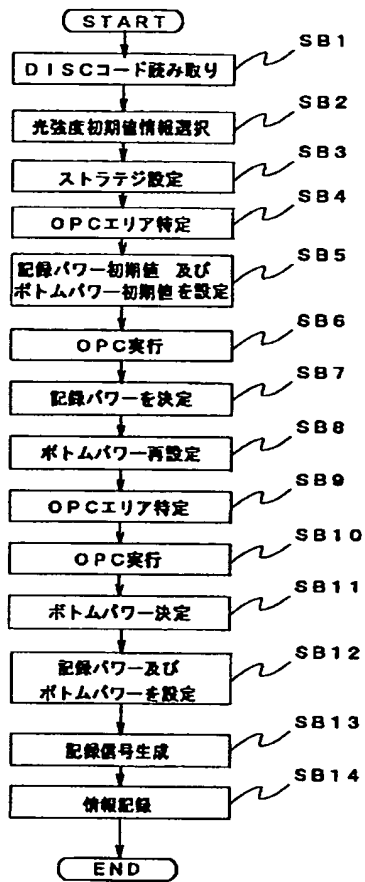 START
SB1
DISCコード読み取り
SB2
光強度初期値情報選択
SB3
ストラテジ設定
SB4
OPCエリア特定
SB5
記録パワー初期値 及び
ボトムパワー初期値を設定
SB6
OPC実行
SB7
記録パワーを決定
SB8
ボトムパワー再設定
SB9
OPCエリア特定
SB10
OPC実行
SB11
ボトムパワー決定
SB12
記録パワー及び
ボトムパワーを設定
SB13
記録信号生成
SB14
情報記録
END